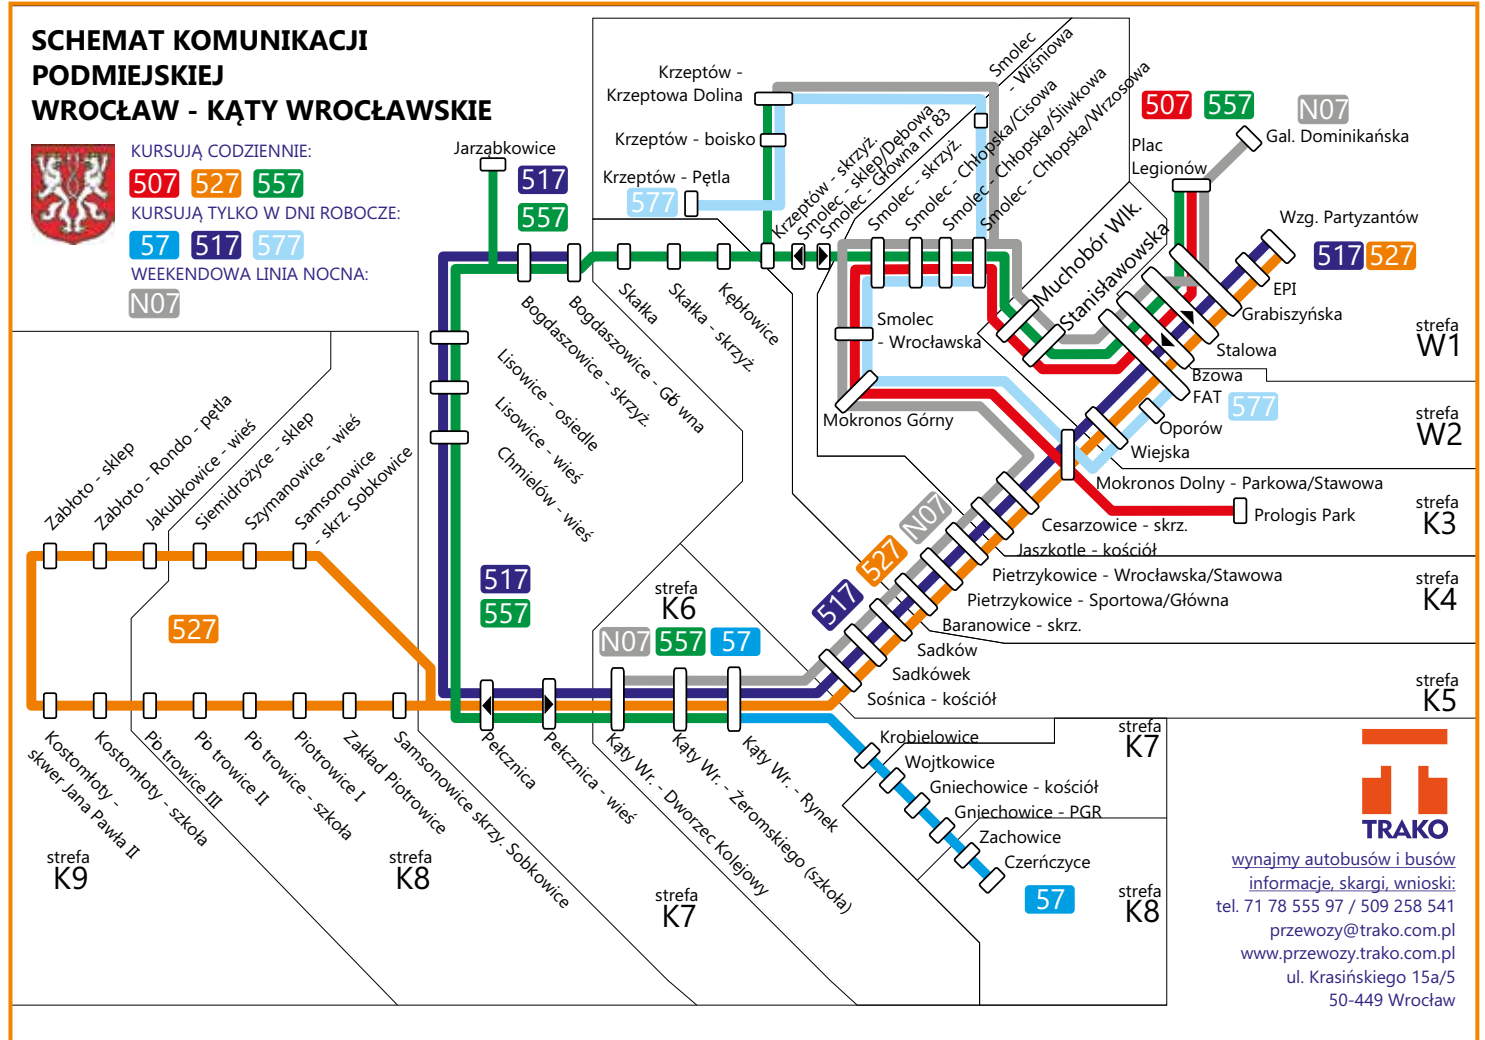 SCHEMAT KOMUNIKACJI
PODMIEJSKIEJ
WROCŁAW - KĄTY WROCŁAWSKIE
KURSUJĄ CODZIENNIE:
507 527 557
KURSUJĄ TYLKO W DNI ROBOCZE:
57 517 577
WEEKENDOWA LINIA NOCNA:
N07
Jarząbkowice
517
557
Krzeptów -
Krzeptowa Dolina
Krzeptów - boisko
Krzeptów - Pętla
577
Krzeptów - skrzyż.
Smolec - sklep/Dębowa
Smolec - Głowna nr 83
Smolec - skrzyż.
Smolec - Chłopska/Cisowa
Smolec - Chłopska/Śliwkowa
Smolec - Chłopska/Wrzosowa
Smolec
- Wiśniowa
507 557 N07
Gal. Dominikańska
Plac
Legionów
Wzg. Partyzantów
517 527
EPI
Grabiszyńska
Stalowa
Bzowa
FAT
577
Oporów
Wiejska
Muchobór Wlk.
Stanisławowska
strefa
W1
strefa
W2
strefa
K3
strefa
K4
strefa
K5
Bogdaszowice - skrzyż.
Bogdaszowice - Gb wna
Skałka
Skałka - skrzyż.
Kębłowice
Smolec
- Wrocławska
Mokronos Górny
Mokronos Dolny - Parkowa/Stawowa
Prologis Park
Cesarzowice - skrz.
Jaszkotle - kościół
Pietrzykowice - Wrocławska/Stawowa
Pietrzykowice - Sportowa/Główna
Baranowice - skrz.
Sadków
Sadkówek
Sośnica - kościół
517 527 N07
Lisowice - osiedle
Lisowice - wieś
Chmielów - wieś
Zabłoto - sklep
Zabłoto - Rondo - pętla
Jakubkowice - wieś
Siemidrożyce - sklep
Szymanowice - wieś
Samsonowice
- skrz. Sobkowice
527
517
557
strefa
K6
N07 557 57
Kostomłoty -
skwer Jana Pawła II
Kostomłoty - szkoła
Pb trowice III
Pb trowice II
Pb trowice - szkoła
Piotrowice I
Zakład Piotrowice
Samsonowice skrzy. Sobkowice
Pełcznica
Pełcznica - wieś
Kąty Wr. - Dworzec Kolejowy
Kąty Wr. - Żeromskiego (szkoła)
Kąty Wr. - Rynek
Krobielowice
Wojtkowice
Gniechowice - kościół
Gniechowice - PGR
Zachowice
Czerńczyce
57
strefa
K9
strefa
K8
strefa
K7
strefa
K7
strefa
K8
TRAKO
wynajmy autobusów i busów
informacje, skargi, wnioski:
tel. 71 78 555 97 / 509 258 541
przewozy@trako.com.pl
www.przewozy.trako.com.pl
ul. Krasińskiego 15a/5
50-449 Wrocław